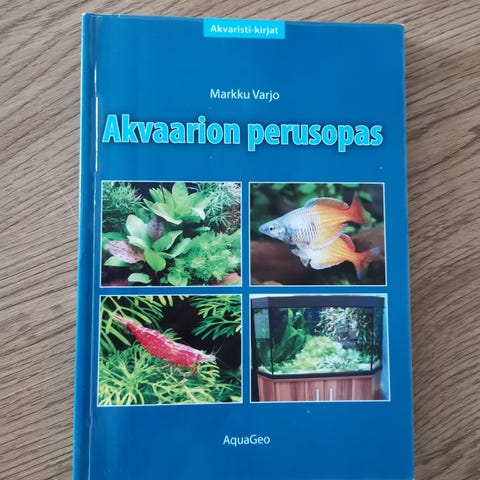 Akvaristi-kirjat
Markku Varjo
Akvaarion perusopas
AquaGeo